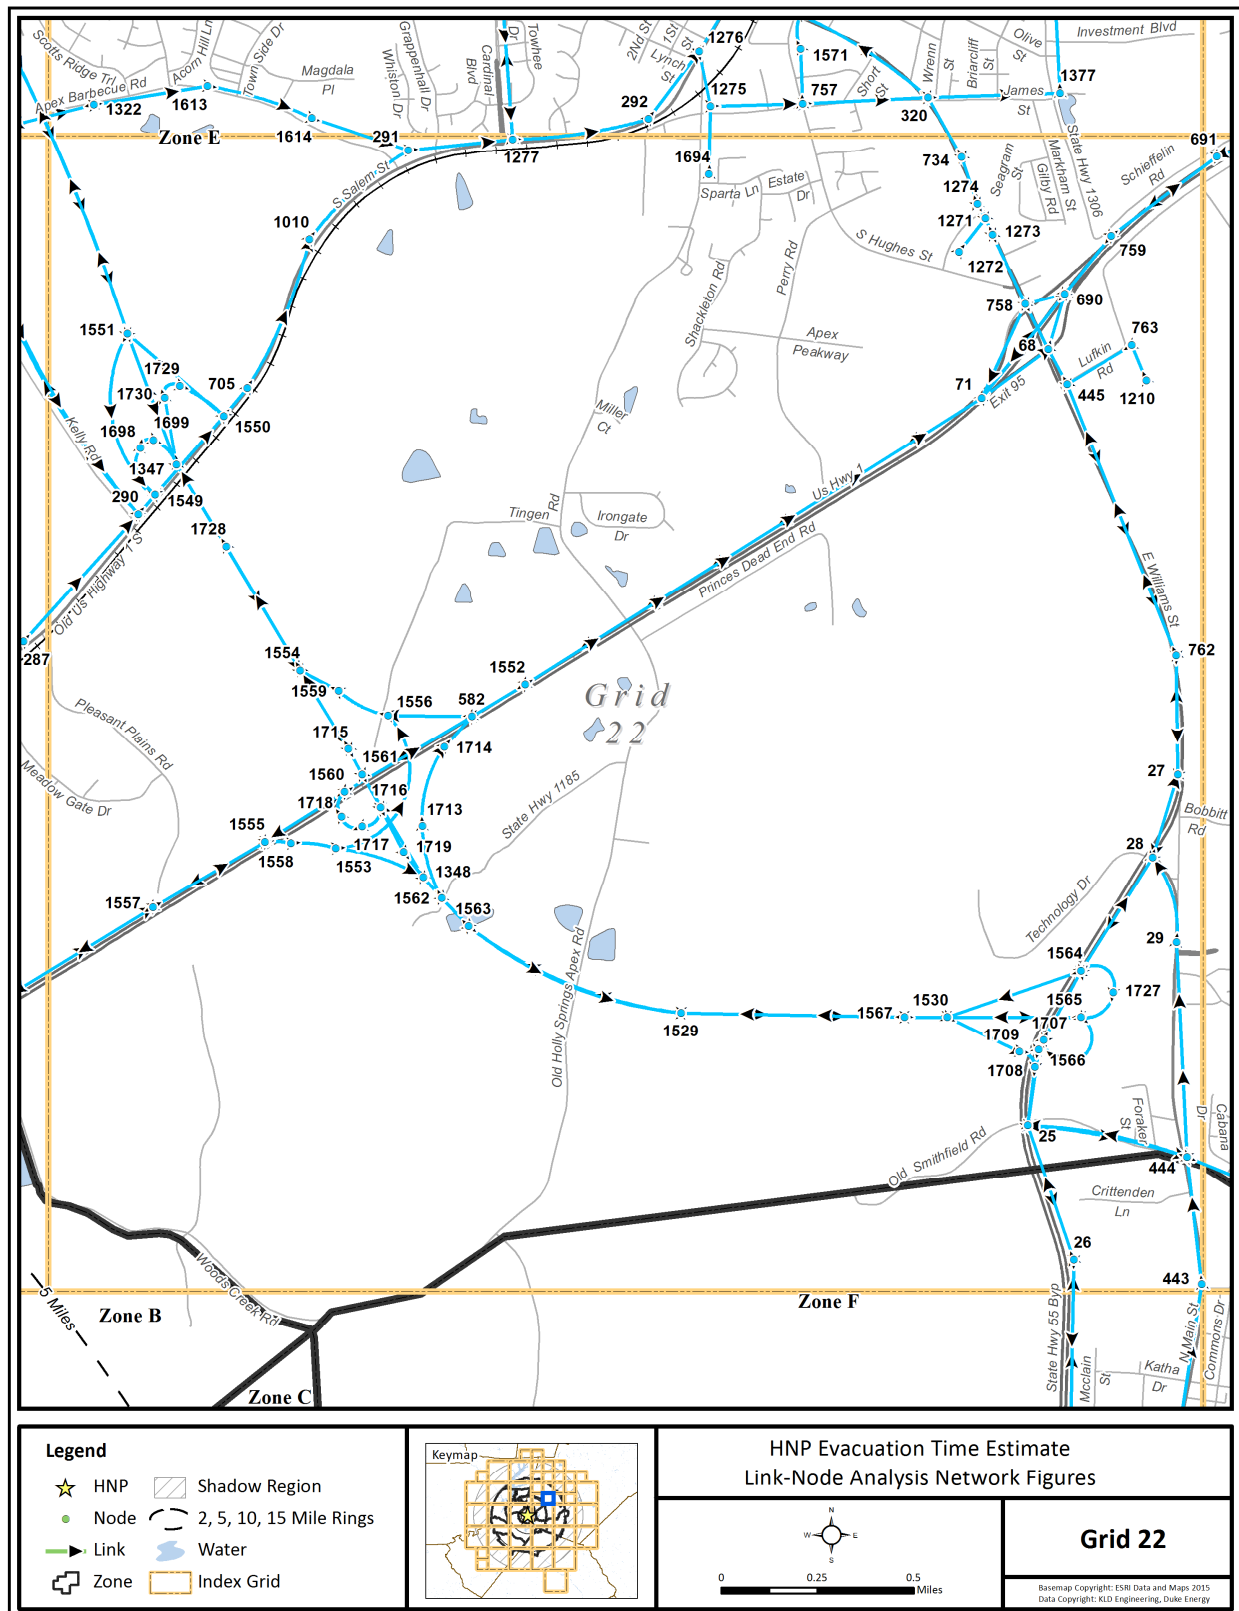 Scotts Ridge Trl
Acorn Hill Ln
Town Side Dr
Apex Barbecue Rd
Magdala
Pl
Grappenhall Dr
Whiston Dr
Cardinal
Blvd
Towhee
Dr
2Nd St
1St
St
Lynch
St
1276
1571
Short
St
Wrenn
St
Briarcliff
St
Olive
St
Investment Blvd
1377
1322
1613
1614
291
1277
292
1275
757
320
James
St
Zone E
1694
734
691
S Salem St
Sparta Ln
Estate
Dr
1274
Seagram
St
Gilby Rd
Markham St
State Hwy 1306
Schieffelin
Rd
1010
1271
1273
1272
S Hughes St
759
Shackleton Rd
Perry Rd
758
690
763
Apex
Peakway
68
Lufkin
Rd
1551
1729
1730
705
71
Exit 95
445
1210
1698
1699
1550
Kelly Rd
Miller
Ct
1347
290
1549
1728
Tingen
Rd
Irongate
Dr
Us Hwy 1
Princes Dead End Rd
Old Us Highway 1 S
E Williams St
287
1554
1559
1552
762
1556
582
Grid
22
Pleasant Plains Rd
Meadow Gate Dr
1715
1561
1714
1560
1718
1716
1713
State Hwy 1185
27
Bobbitt
Rd
1555
1558
1553
1717
1719
1348
28
1557
1562
1563
Technology Dr
Old Holly Springs Apex Rd
29
1564
1727
1529
1567
1530
1565
1707
1709
1566
1708
Foraker
St
Cabana
Dr
25
Old Smithfield Rd
444
Crittenden
Ln
26
443
Woods Creek Rd
5 Miles
Zone B
Zone F
Zone C
State Hwy 55 Byp
Mcclain
St
Katha
Dr
N Main St
Commons Dr
Legend
HNP
Shadow Region
Node
2, 5, 10, 15 Mile Rings
Link
Water
Zone
Index Grid
Keymap
HNP Evacuation Time Estimate
Link-Node Analysis Network Figures
N
W
E
S
0
0.25
0.5
Miles
Grid 22
Basemap Copyright: ESRI Data and Maps 2015
Data Copyright: KLD Engineering, Duke Energy